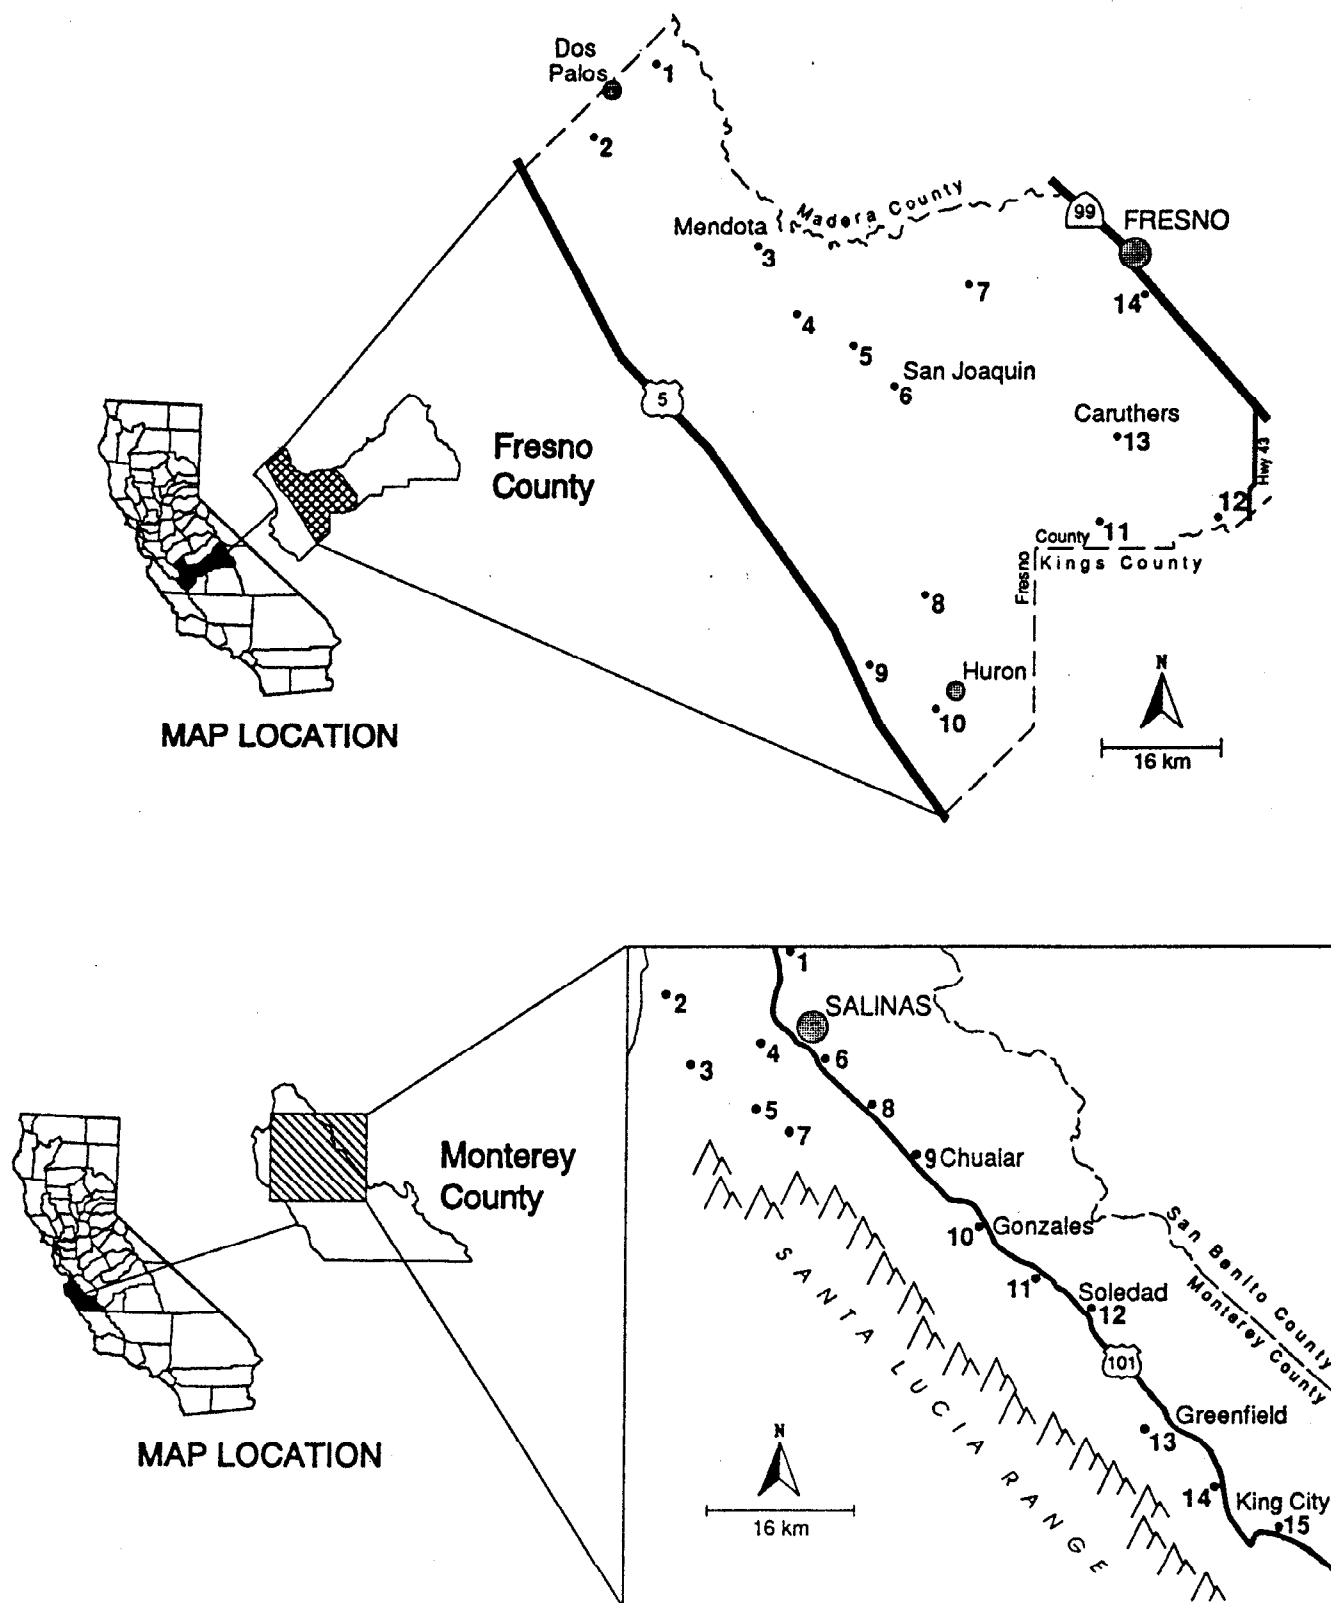 Dos
Palos
1
2
Madera County
99
FRESNO
Mendota
3
7
14
4
5
San Joaquin
6
5
Caruthers
13
Hwy 43
Fresno
County
12
11
County
Kings County
Fresno
8
9
Huron
10
N
16 km
MAP LOCATION
1
2
SALINAS
4
6
3
5
8
7
9 Chualar
Monterey
County
10
Gonzales
San Benito County
Monterey County
11
Soledad
12
101
SANTA LUCIA RANGE
Greenfield
13
N
14
King City
15
16 km
MAP LOCATION